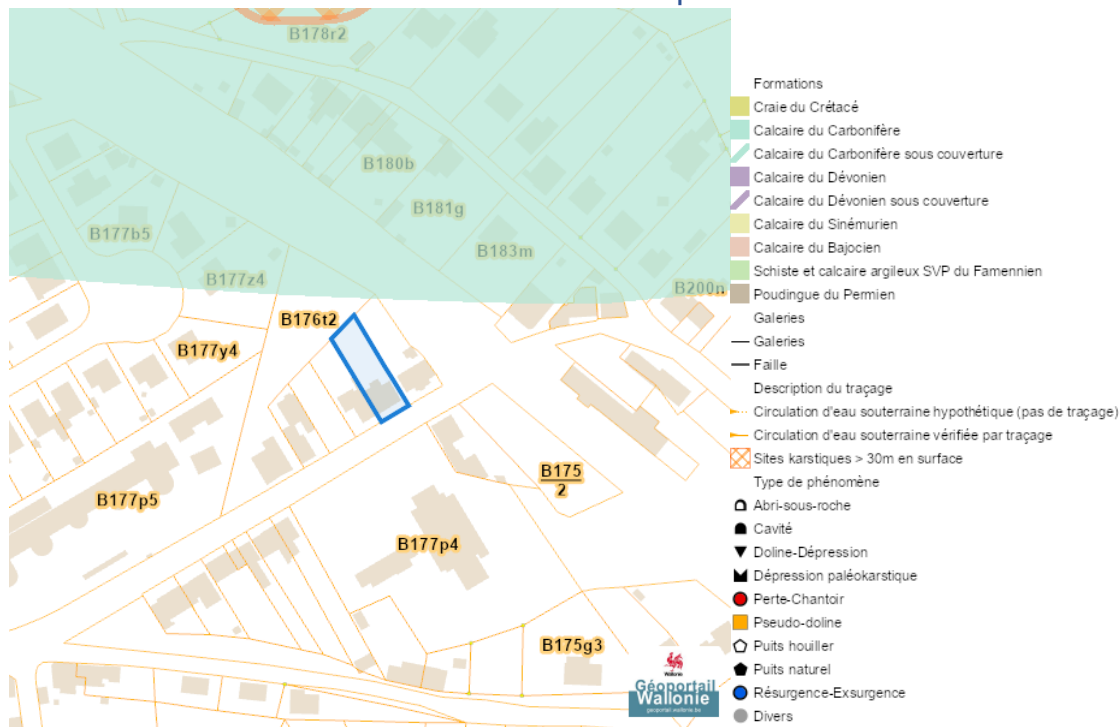 B178r2
B180b
B181g
B177b5
B183m
B177z4
B200n
B176t2
B177y4
B175
2
B177p5
B177p4
B175g3
Wallonie
Géoportail
Wallonie
geoportail.wallonie.be
Formations
Craie du Crétacé
Calcaire du Carbonifère
Calcaire du Carbonifère sous couverture
Calcaire du Dévonien
Calcaire du Dévonien sous couverture
Calcaire du Sinémurien
Calcaire du Bajocien
Schiste et calcaire argileux SVP du Famennien
Poudingue du Permien
Galeries
Galeries
Faille
Description du traçage
Circulation d'eau souterraine hypothétique (pas de traçage)
Circulation d'eau souterraine vérifiée par traçage
Sites karstiques > 30m en surface
Type de phénomène
Abri-sous-roche
Cavité
Doline-Dépression
Dépression paléokarstique
Perte-Chantoir
Pseudo-doline
Puits houiller
Puits naturel
Résurgence-Exsurgence
Divers